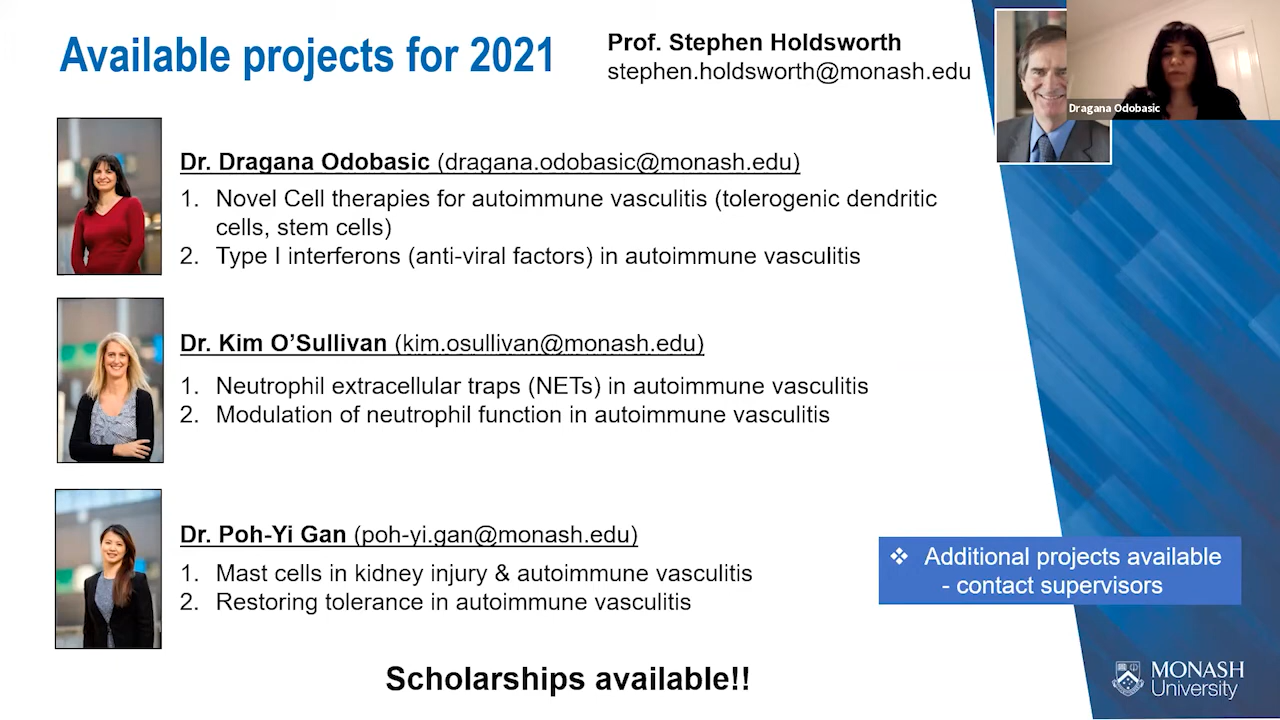 Available projects for 2021
Prof. Stephen Holdsworth
stephen.holdsworth@monash.edu
Dragana Odobasic
Dr. Dragana Odobasic (dragana.odobasic@monash.edu)
1. Novel Cell therapies for autoimmune vasculitis (tolerogenic dendritic
cells, stem cells)
2. Type I interferons (anti-viral factors) in autoimmune vasculitis
Dr. Kim O’Sullivan (kim.osullivan@monash.edu)
1. Neutrophil extracellular traps (NETs) in autoimmune vasculitis
2. Modulation of neutrophil function in autoimmune vasculitis
Dr. Poh-Yi Gan (poh-yi.gan@monash.edu)
1. Mast cells in kidney injury & autoimmune vasculitis
2. Restoring tolerance in autoimmune vasculitis
❖ Additional projects available
- contact supervisors
Scholarships available!!
MONASH
University